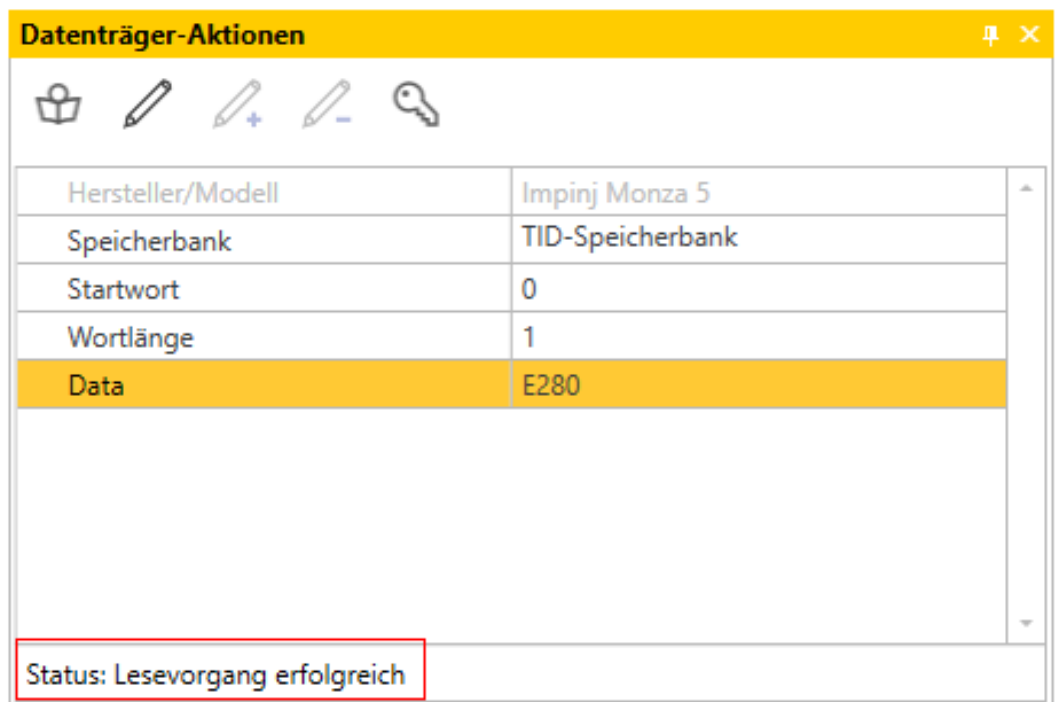 Datenträger-Aktionen
Hersteller/Modell Impinj Monza 5
Speicherbank TID-Speicherbank
Startwort 0
Wortlänge 1
Data E280
Status: Lesevorgang erfolgreich